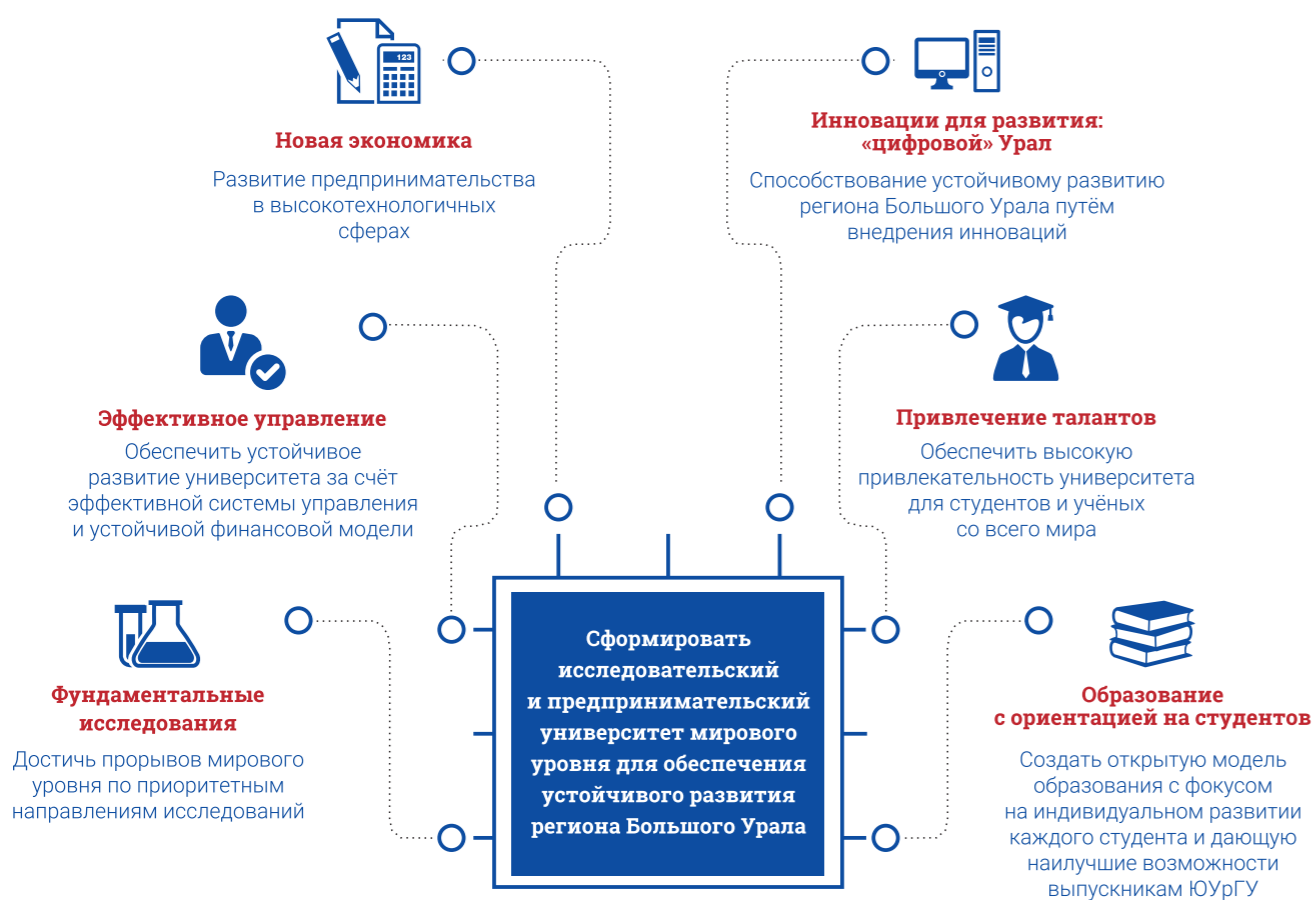 123
Новая экономика
Развитие предпринимательства
в высокотехнологичных
сферах
Инновации для развития:
«цифровой» Урал
Способствование устойчивому развитию
региона Большого Урала путём
внедрения инноваций
Эффективное управление
Обеспечить устойчивое
развитие университета за счёт
эффективной системы управления
и устойчивой финансовой модели
Привлечение талантов
Обеспечить высокую
привлекательность университета
для студентов и учёных
со всего мира
Фундаментальные
исследования
Достичь прорывов мирового
уровня по приоритетным
направлениям исследований
Сформировать
исследовательский
и предпринимательский
университет мирового
уровня для обеспечения
устойчивого развития
региона Большого Урала
Образование
с ориентацией на студентов
Создать открытую модель
образования с фокусом
на индивидуальном развитии
каждого студента и дающую
наилучшие возможности
выпускникам ЮУрГУ